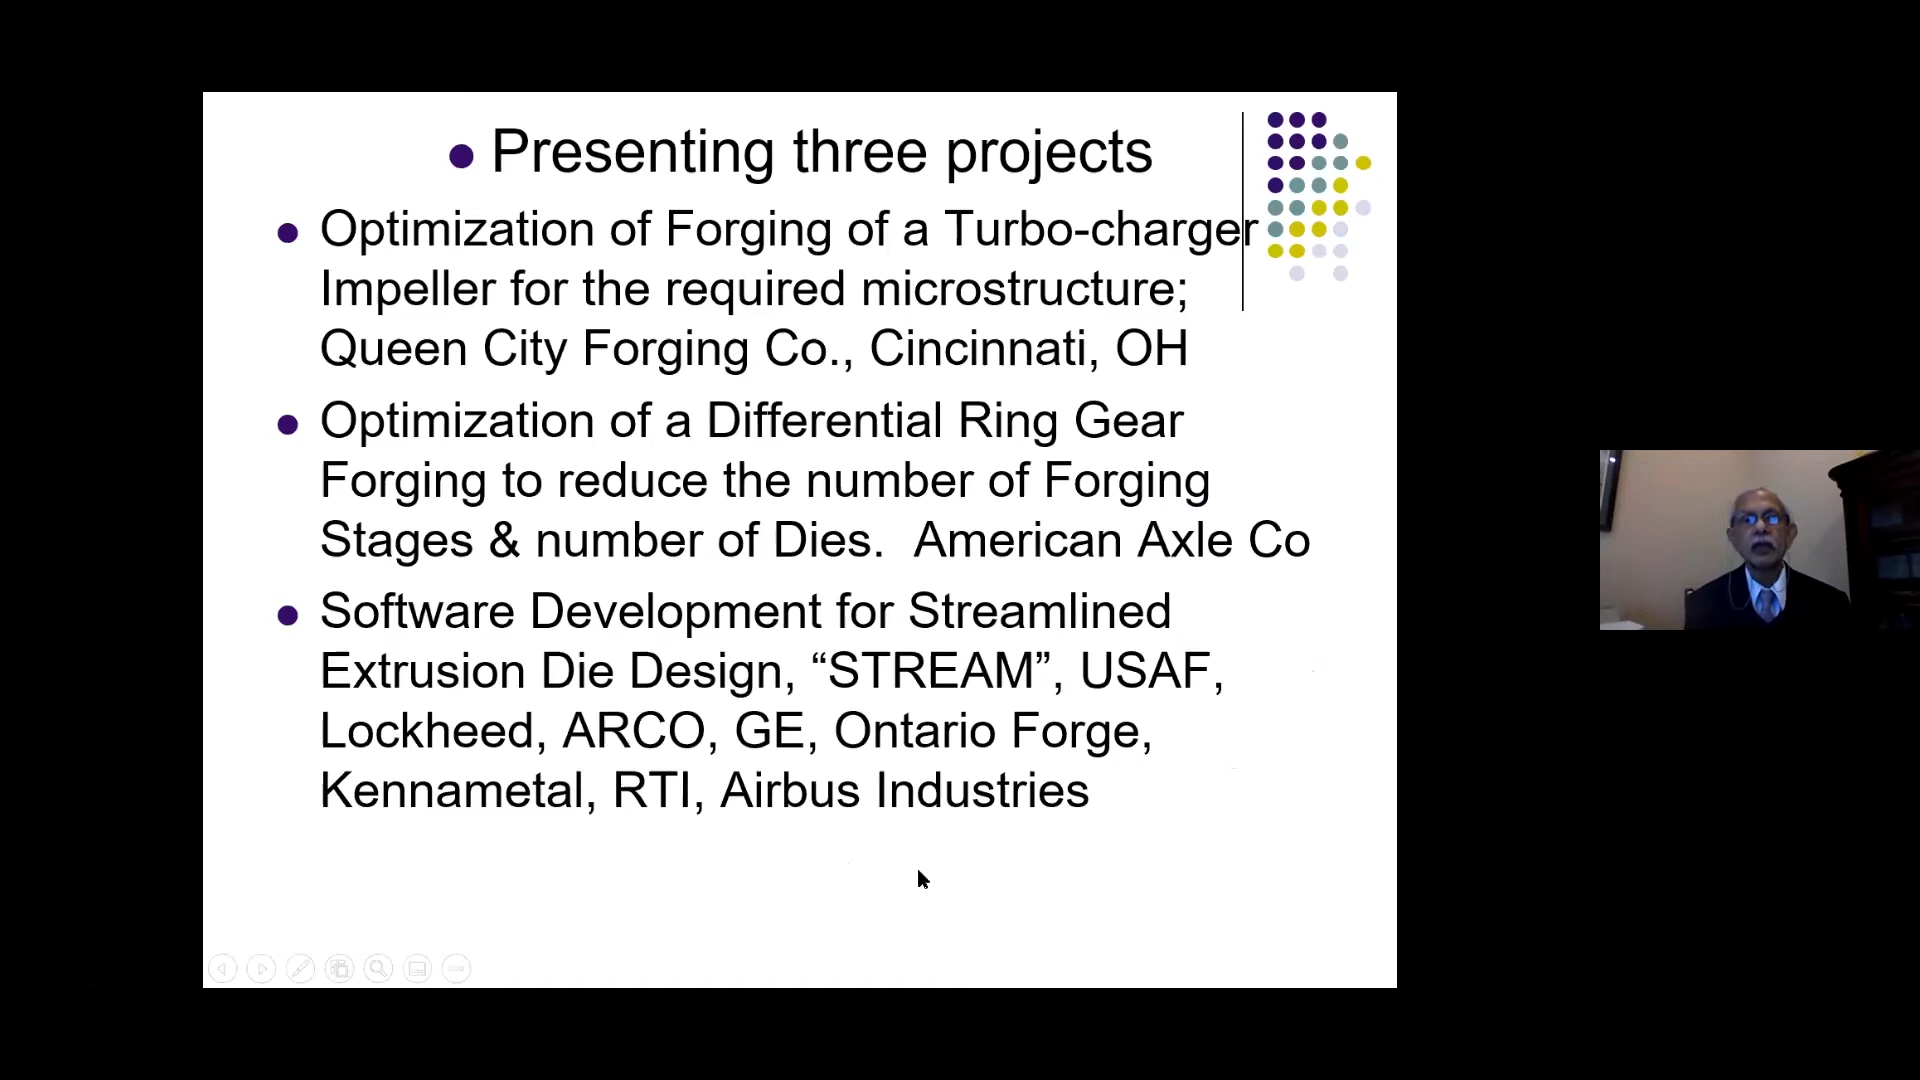 Presenting three projects
Optimization of Forging of a Turbo-charger
Impeller for the required microstructure;
Queen City Forging Co., Cincinnati, OH
Optimization of a Differential Ring Gear
Forging to reduce the number of Forging
Stages & number of Dies.  American Axle Co
Software Development for Streamlined
Extrusion Die Design, “STREAM”, USAF,
Lockheed, ARCO, GE, Ontario Forge,
Kennametal, RTI, Airbus Industries